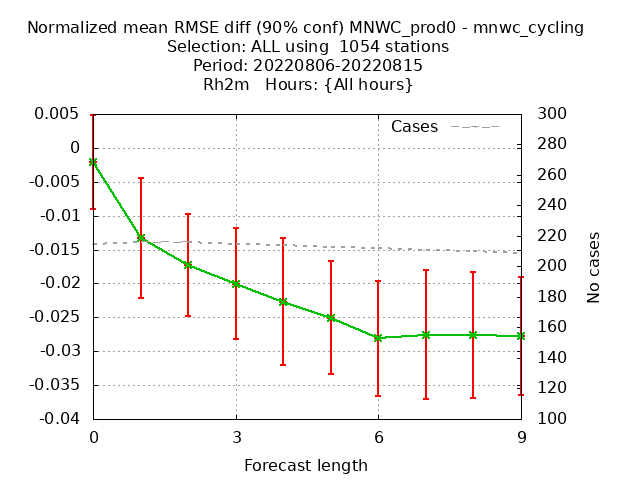 Normalized mean RMSE diff (90% conf) MNWC_prod0 - mnwc_cycling
Selection: ALL using  1054 stations
Period: 20220806-20220815
Rh2m   Hours: {All hours}
Cases
0.005
0
-0.005
-0.01
-0.015
-0.02
-0.025
-0.03
-0.035
-0.04
300
280
260
240
220
200
180
160
140
120
100
No cases
0 3 6 9
Forecast length